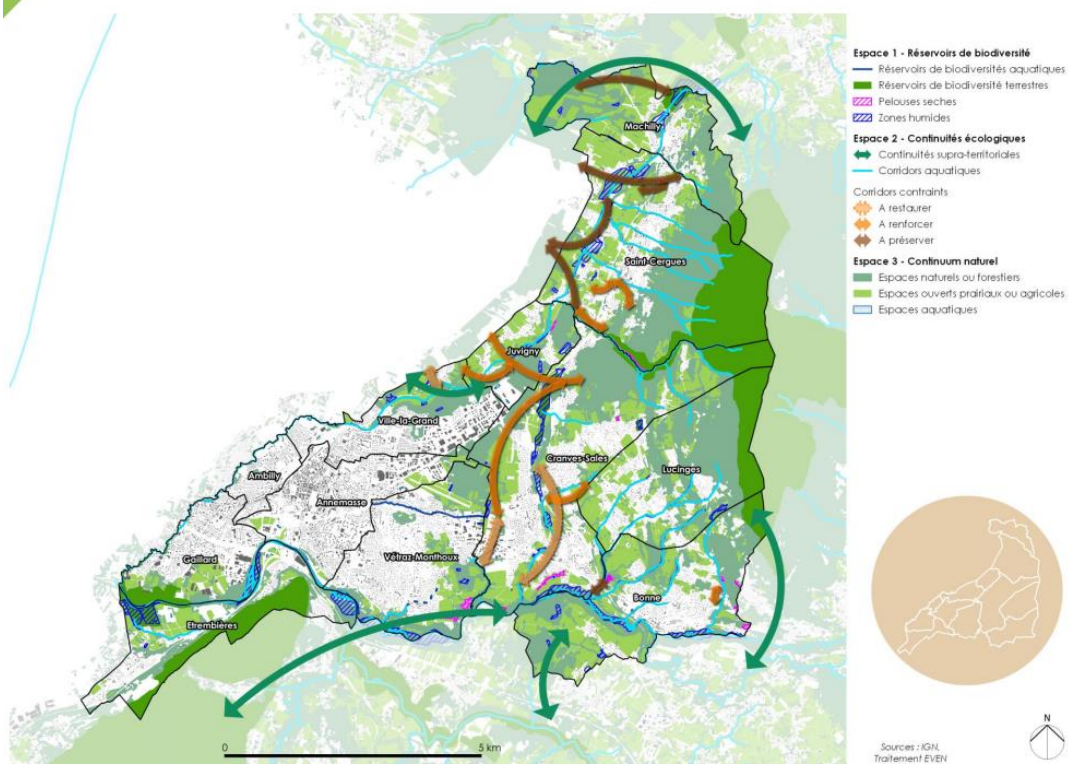 Espace 1 - Réservoirs de biodiversité
Réservoirs de biodiversités aquatiques
Réservoirs de biodiversité terrestres
Pelouses seches
Zones humides
Espace 2 - Continuités écologiques
Continuités supra-territoriales
Corridors aquatiques
Corridors contraints
A restaurer
A renforcer
A préserver
Espace 3 - Continuum naturel
Espaces naturels ou forestiers
Espaces ouverts prairiaux ou agricoles
Espaces aquatiques
Machilly
Saint-Cergues
Juvigny
Ville-la-Grand
Ambilly
Cranves-Sales
Lucinges
Annemasse
Gaillard
Vétraz-Monthoux
Bonne
Etrembières
0
5 km
N
Sources : IGN,
Traitement EVEN